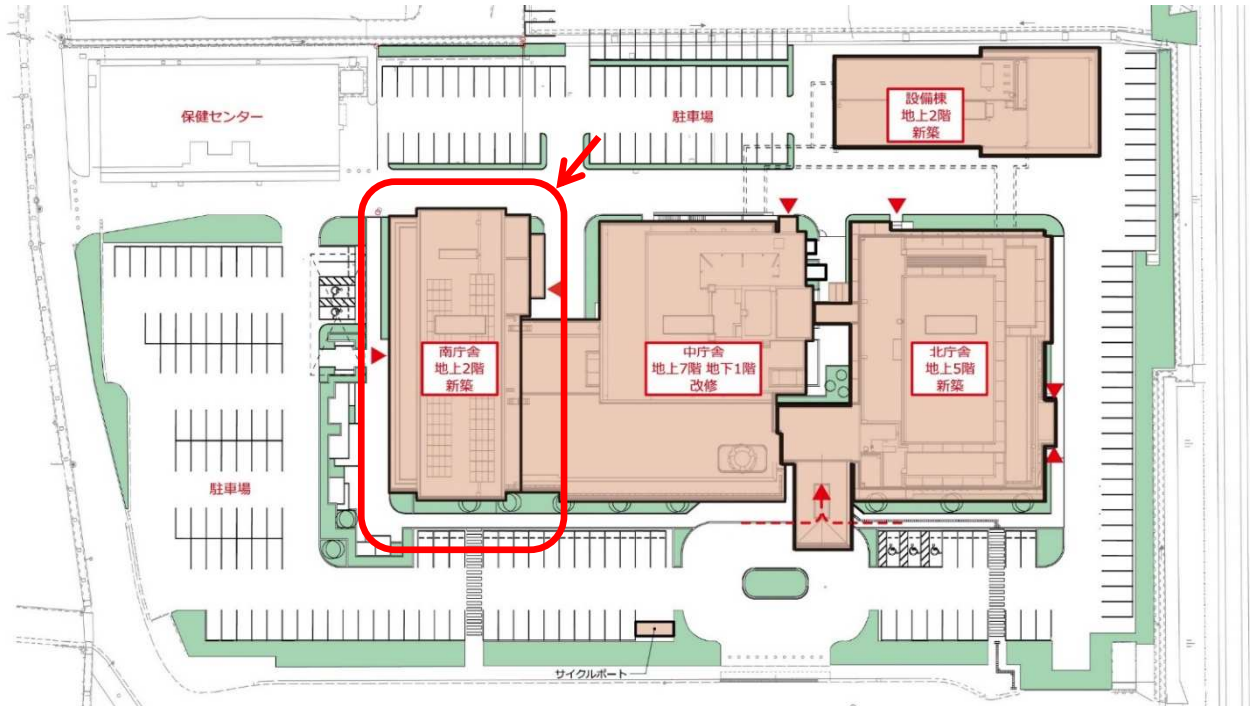 保健センター
駐車場
設備棟
地上2階
新築
南庁舎
地上2階
新築
中庁舎
地上7階 地下1階
改修
北庁舎
地上5階
新築
駐車場
サイクルポート